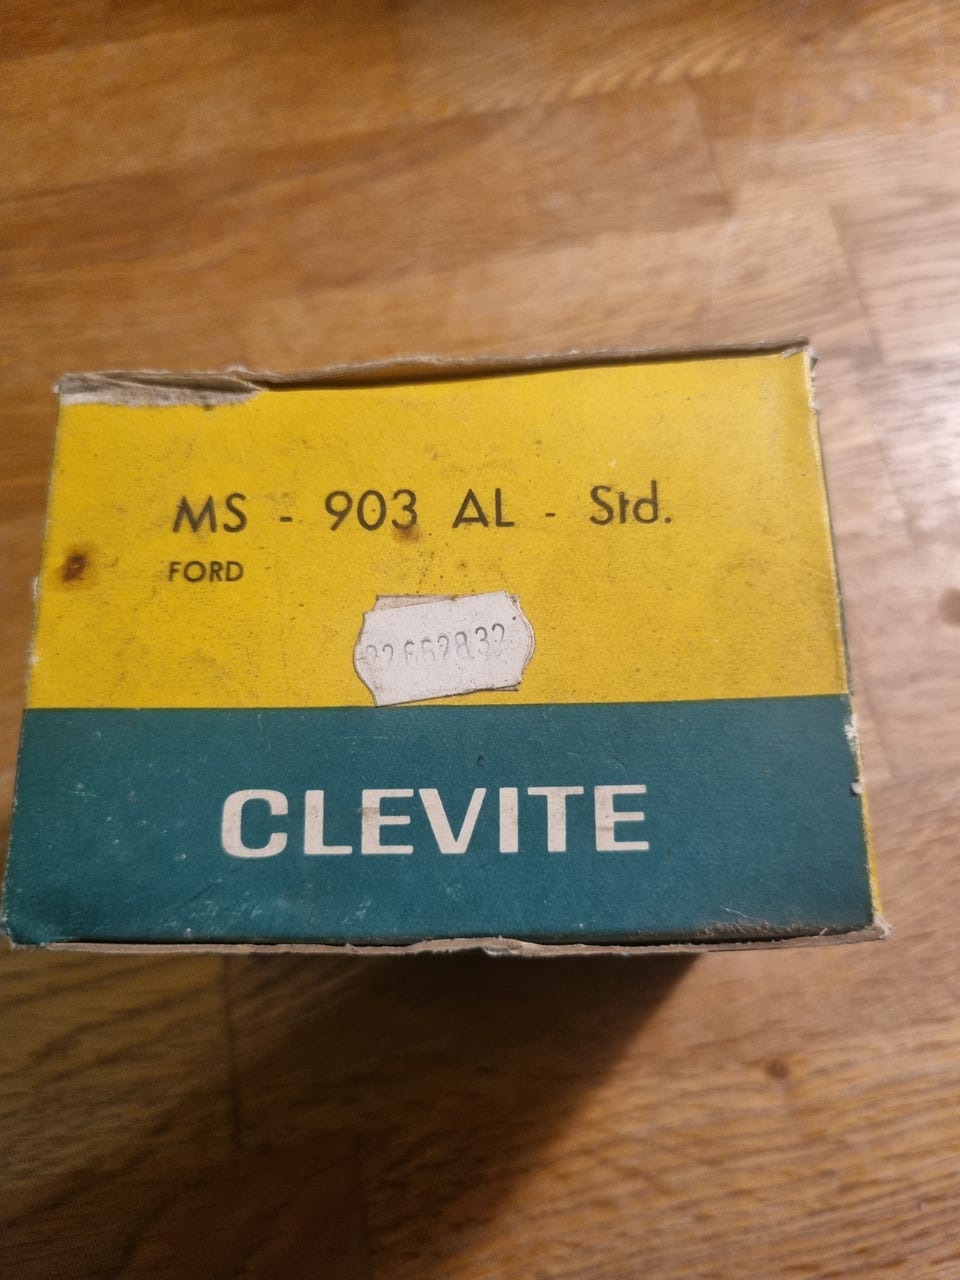 MS - 903 AL - Std.
FORD
CLEVITE